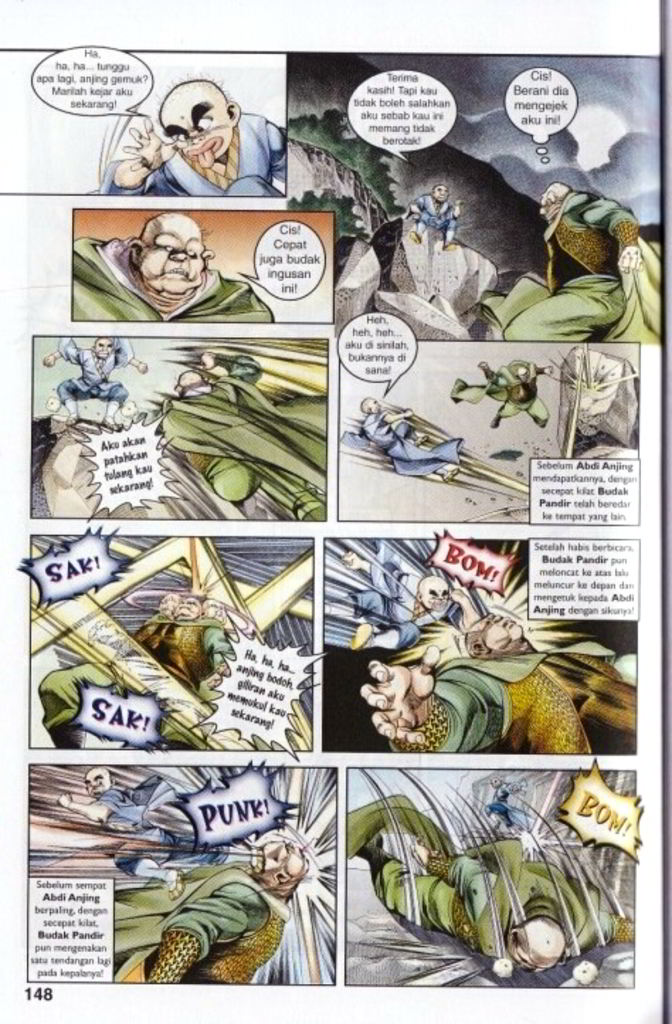 Ha,
ha, ha... tunggu
apa lagi, anjing gemuk?
Marilah kejar aku
sekarang!
Terima
kasih! Tapi kau
tidak boleh salahkan
aku sebab kau ini
memang tidak
berotak!
Cis!
Berani dia
mengejek
aku ini!
Cis!
Cepat
juga budak
ingusan
ini!
Aku akan
patahkan
tulang kau
sekarang!
Heh,
heh, heh...
aku di sinilah,
bukannya di
sana!
Sebelum Abdi Anjing
mendapatkannya, dengan
secepat kilat Budak
Pandir telah beredar
ke tempat yang lain.
SAK!
Ha, ha, ha...
anjing bodoh,
giliran aku
memukul kau
sekarang!
SAK!
BOM!
Setelah habis berbicara,
Budak Pandir pun
meloncat ke atas lalu
meluncur ke depan dan
mengetuk kepada Abdi
Anjing dengan sikunya!
PUNK!
Sebelum sempat
Abdi Anjing
berpaling, dengan
secepat kilat,
Budak Pandir
pun mengenakan
satu tendangan lagi
pada kepalanya!
BOM!
148